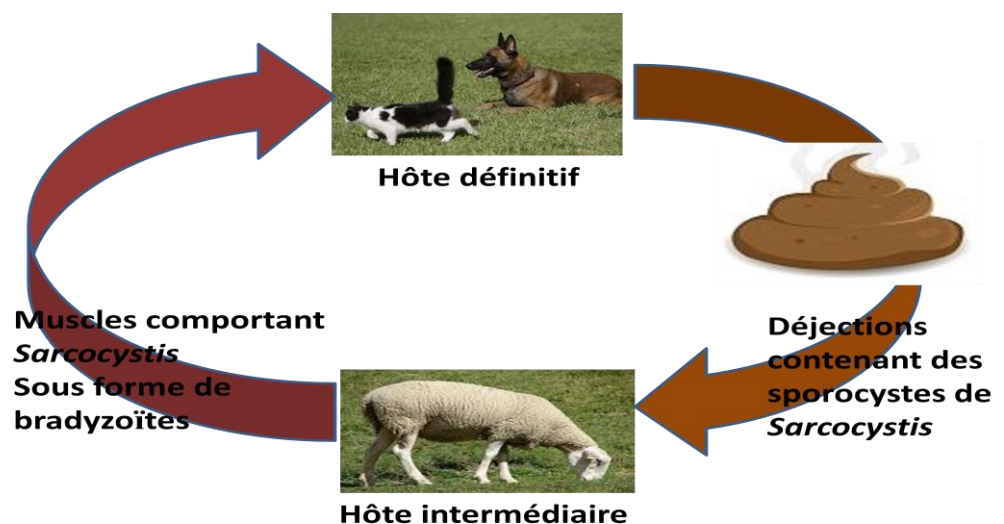 Hôte définitif
Muscles comportant
Sarcocystis
Sous forme de
bradyzoïtes
Déjections
contenant des
sporocystes de
Sarcocystis
Hôte intermédiaire